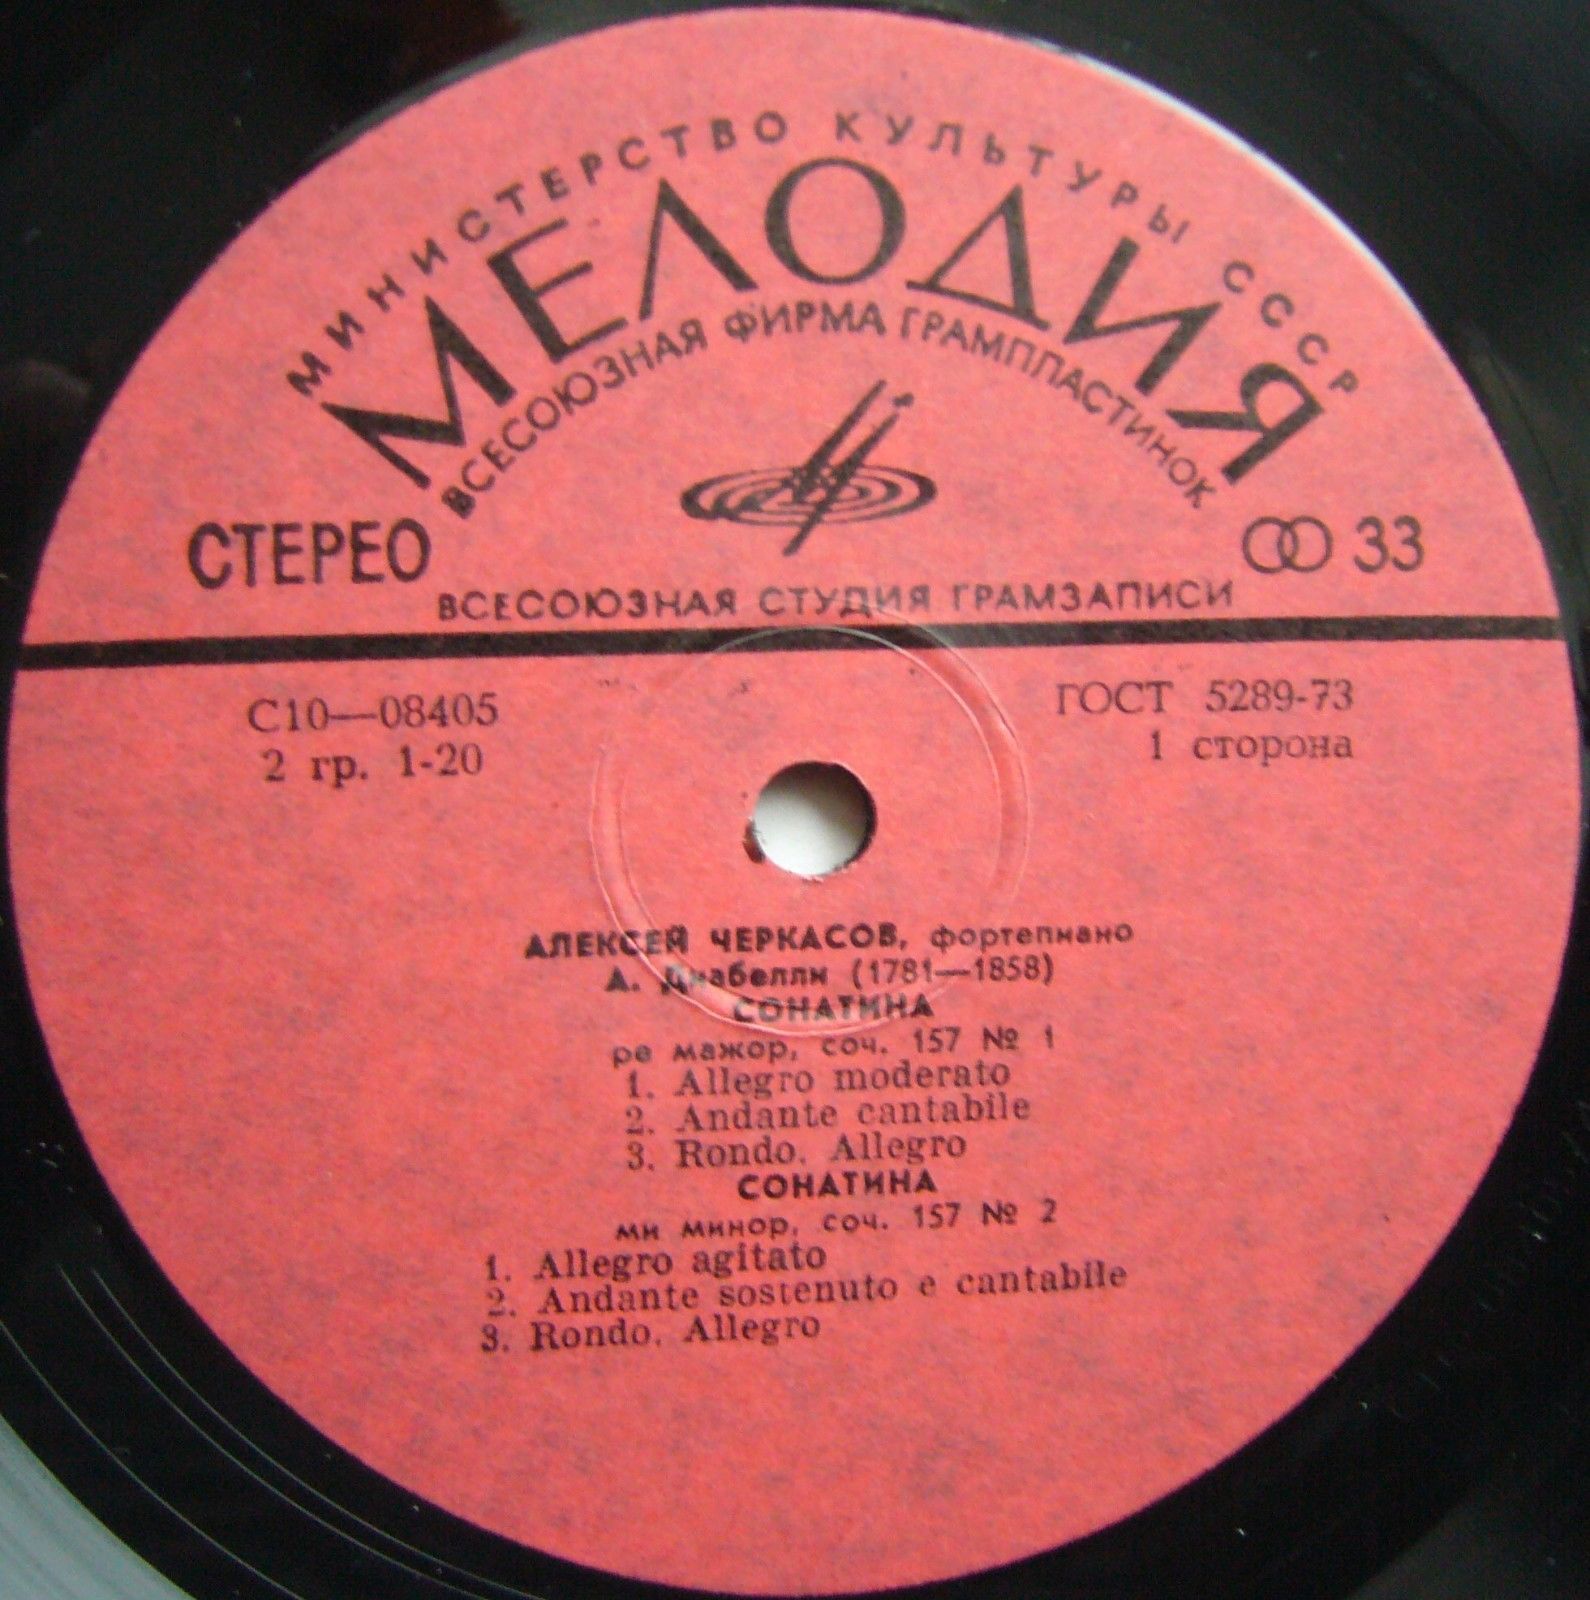 МИНИСТЕРСТВО КУЛЬТУРЫ СССР
МЕЛОДИЯ
ВСЕСОЮЗНАЯ ФИРМА ГРАМПЛАСТИНОК
СТЕРЕО
33
ВСЕСОЮЗНАЯ СТУДИЯ ГРАМЗАПИСИ
С10—08405
ГОСТ 5289-73
2 гр. 1-20
1 сторона
АЛЕКСЕЙ ЧЕРКАСОВ, фортепиано
А. Диабелли (1781—1858)
СОНАТИНА
ре мажор, соч. 157 № 1
1. Allegro moderato
2. Andante cantabile
3. Rondo. Allegro
СОНАТИНА
ми минор, соч. 157 № 2
1. Allegro agitato
2. Andante sostenuto e cantabile
3. Rondo. Allegro